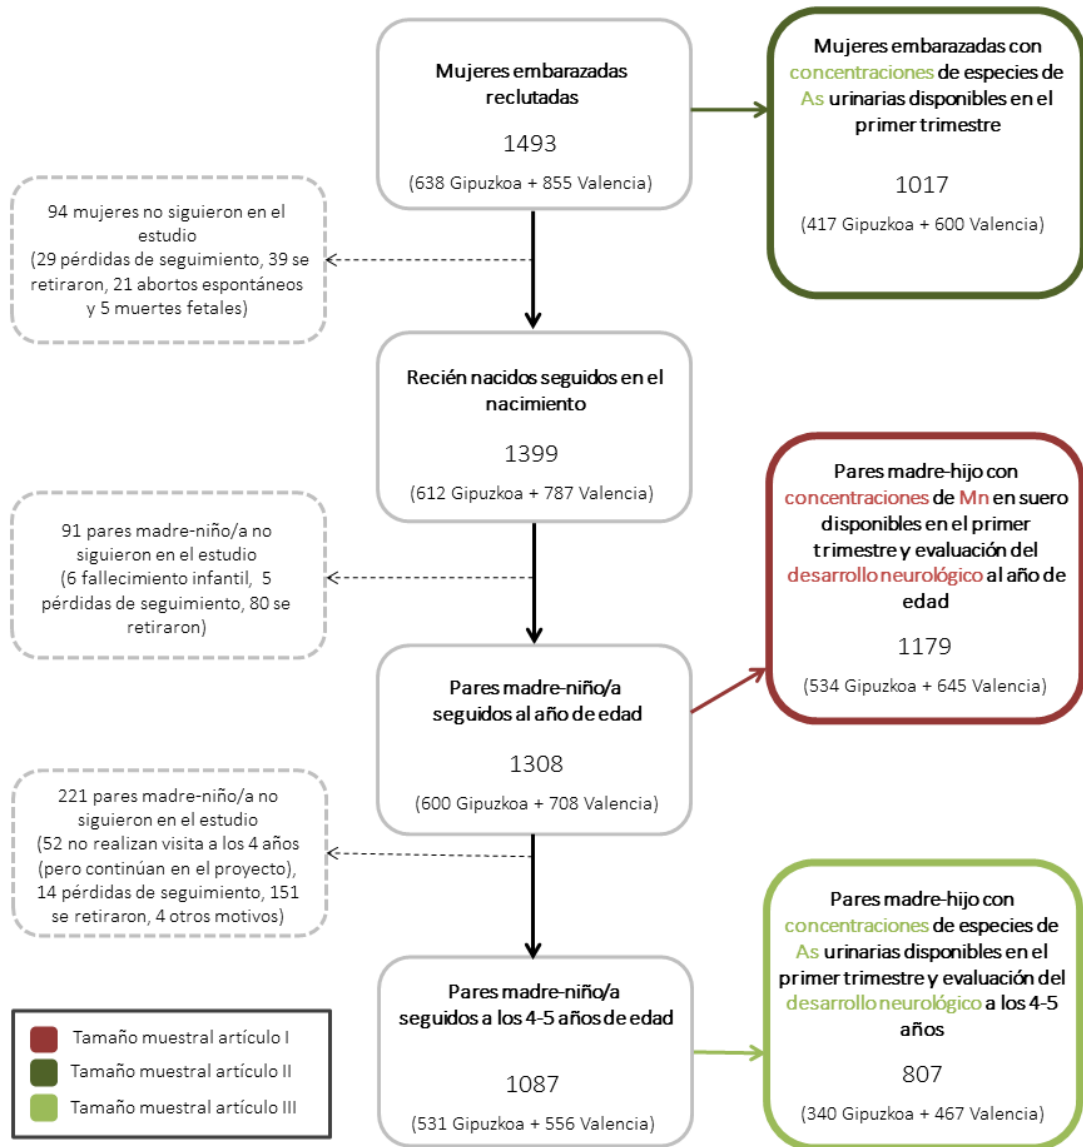 Mujeres embarazadas
reclutadas
1493
(638 Gipuzkoa + 855 Valencia)
Mujeres embarazadas con
concentraciones de especies de
As urinarias disponibles en el
primer trimestre
1017
(417 Gipuzkoa + 600 Valencia)
94 mujeres no siguieron en el
estudio
(29 pérdidas de seguimiento, 39 se
retiraron, 21 abortos espontáneos
y 5 muertes fetales)
Recién nacidos seguidos en el
nacimiento
1399
(612 Gipuzkoa + 787 Valencia)
91 pares madre-niño/a no
siguieron en el estudio
(6 fallecimiento infantil, 5
pérdidas de seguimiento, 80 se
retiraron)
Pares madre-hijo con
concentraciones de Mn en suero
disponibles en el primer
trimestre y evaluación del
desarrollo neurológico al año de
edad
1179
(534 Gipuzkoa + 645 Valencia)
Pares madre-niño/a
seguidos al año de edad
1308
(600 Gipuzkoa + 708 Valencia)
221 pares madre-niño/a no
siguieron en el estudio
(52 no realizan visita a los 4 años
(pero continúan en el proyecto),
14 pérdidas de seguimiento, 151
se retiraron, 4 otros motivos)
Pares madre-hijo con
concentraciones de especies de
As urinarias disponibles en el
primer trimestre y evaluación del
desarrollo neurológico a los 4-5
años
807
(340 Gipuzkoa + 467 Valencia)
Pares madre-niño/a
seguidos a los 4-5 años de edad
1087
(531 Gipuzkoa + 556 Valencia)
Tamaño muestral artículo I
Tamaño muestral artículo II
Tamaño muestral artículo III